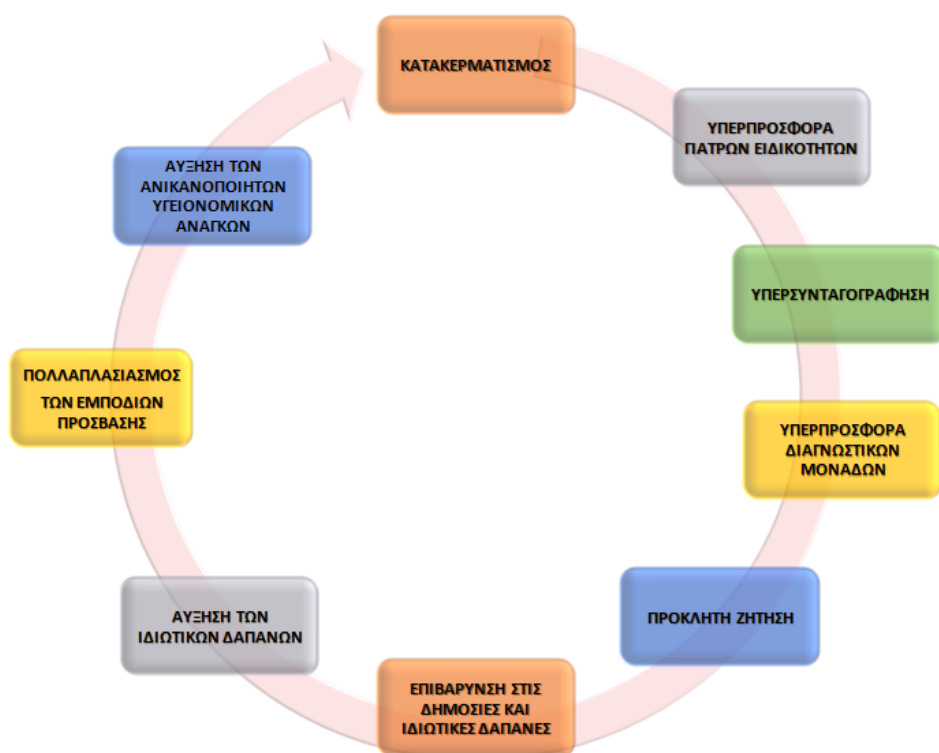 ΚΑΤΑΚΕΡΜΑΤΙΣΜΟΣ
ΥΠΕΡΠΡΟΣΦΟΡΑ
ΓΙΑΤΡΩΝ ΕΙΔΙΚΟΤΗΤΩΝ
ΥΠΕΡΣΥΝΤΑΓΟΓΡΑΦΗΣΗ
ΥΠΕΡΠΡΟΣΦΟΡΑ
ΔΙΑΓΝΩΣΤΙΚΩΝ
ΜΟΝΑΔΩΝ
ΠΡΟΚΛΗΤΗ ΖΗΤΗΣΗ
ΕΠΙΒΑΡΥΝΣΗ ΣΤΙΣ
ΔΗΜΟΣΙΕΣ ΚΑΙ
ΙΔΙΩΤΙΚΕΣ ΔΑΠΑΝΕΣ
ΑΥΞΗΣΗ ΤΩΝ
ΙΔΙΩΤΙΚΩΝ ΔΑΠΑΝΩΝ
ΠΟΛΛΑΠΛΑΣΙΑΣΜΟΣ
ΤΩΝ ΕΜΠΟΔΙΩΝ
ΠΡΟΣΒΑΣΗΣ
ΑΥΞΗΣΗ ΤΩΝ
ΑΝΙΚΑΝΟΠΟΙΗΤΩΝ
ΥΓΕΙΟΝΟΜΙΚΩΝ
ΑΝΑΓΚΩΝ